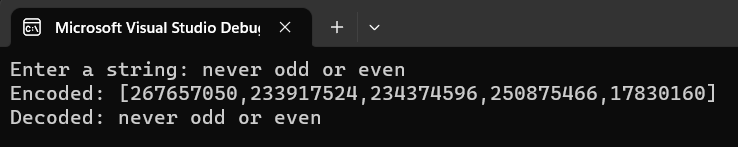 Microsoft Visual Studio Debug
Enter a string: never odd or even
Encoded: [267657050,233917524,234374596,250875466,17830160]
Decoded: never odd or even